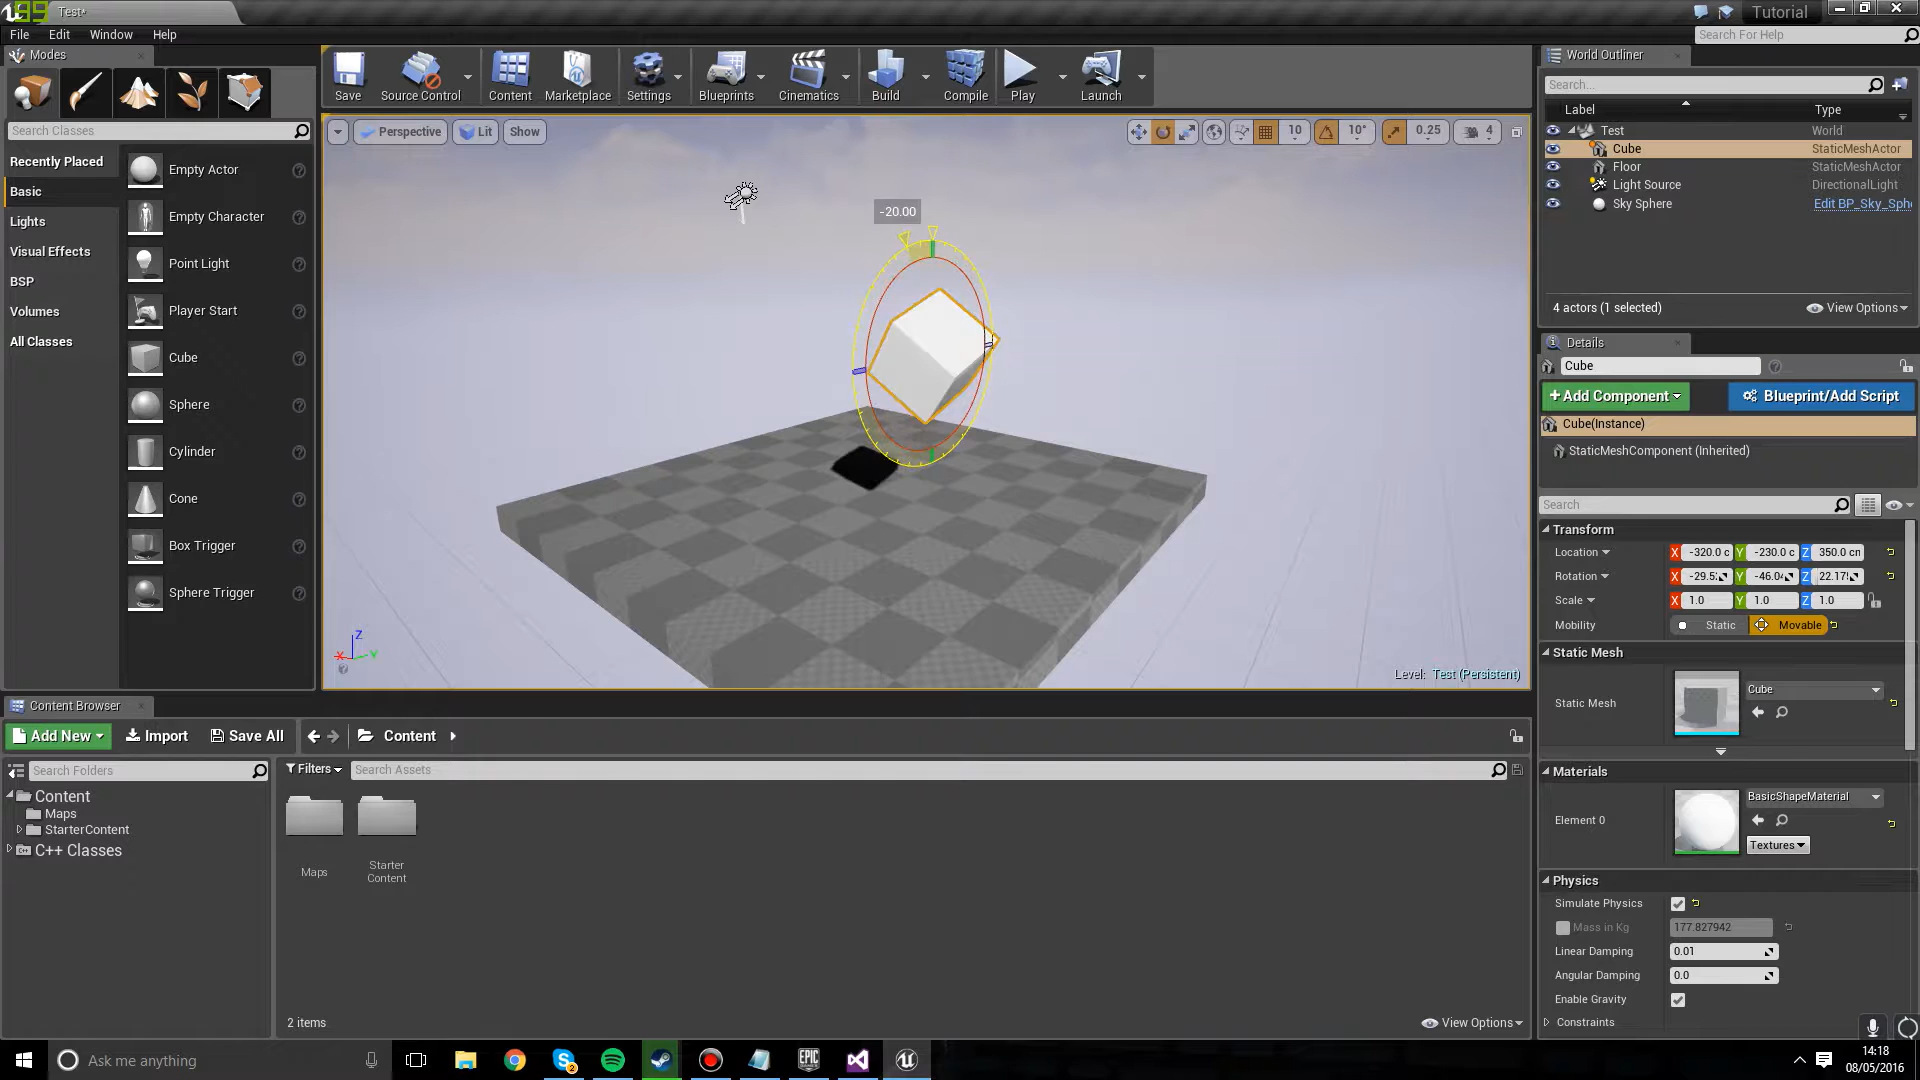 99
Test*
Tutorial
File Edit Window Help
Search For Help
Modes
Search Classes
Recently Placed
Basic
Lights
Visual Effects
BSP
Volumes
All Classes
Empty Actor
Empty Character
Point Light
Player Start
Cube
Sphere
Cylinder
Cone
Box Trigger
Sphere Trigger
Save
Source Control
Content
Marketplace
Settings
Blueprints
Cinematics
Build
Compile
Play
Launch
Perspective
Lit
Show
10
10°
0.25
4
-20.00
Z
X
Y
Level: Test (Persistent)
World Outliner
Search...
Label Type
Test World
Cube StaticMeshActor
Floor StaticMeshActor
Light Source DirectionalLight
Sky Sphere Edit BP_Sky_Sph
4 actors (1 selected)
View Options
Details
Cube
+Add Component
Blueprint/Add Script
Cube(Instance)
StaticMeshComponent (Inherited)
Search
Transform
Location X -320.0 c Y -230.0 c Z 350.0 cm
Rotation X -29.5 Y -46.0 Z 22.17
Scale X 1.0 Y 1.0 Z 1.0
Mobility Static Movable
Static Mesh
Static Mesh
Cube
Materials
Element 0
BasicShapeMaterial
Textures
Physics
Simulate Physics
Mass in Kg 177.827942
Linear Damping 0.01
Angular Damping 0.0
Enable Gravity
Constraints
Content Browser
Add New Import Save All Content
Search Folders
Content
Maps
StarterContent
C++ Classes
Filters
Search Assets
Maps
Starter
Content
2 items
View Options
Ask me anything
2
EPIC
GAMES
14:18
08/05/2016